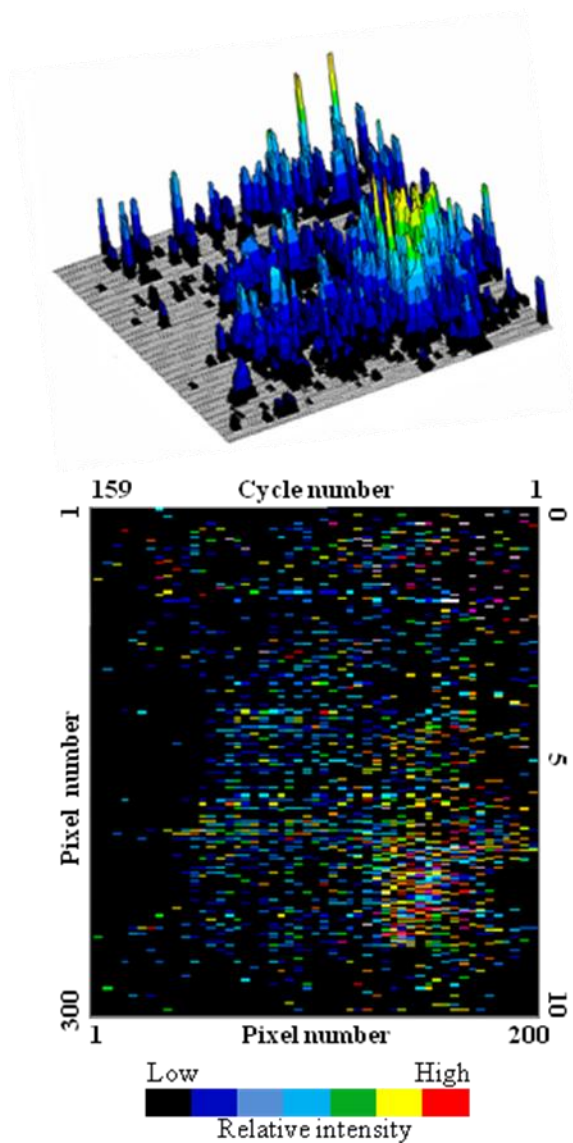 159 Cycle number 1
1
0
Pixel number
5
300
10
1 Pixel number 200
Low High
Relative intensity